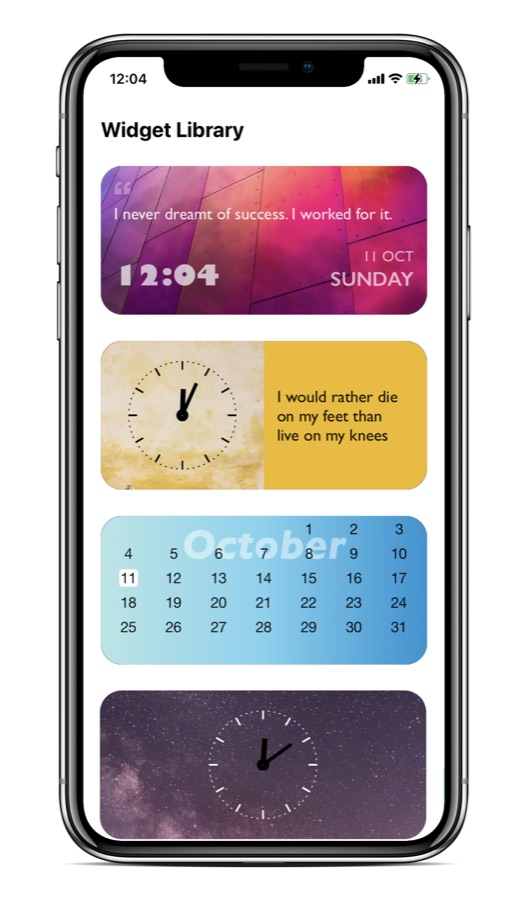 12:04
Widget Library
“
I never dreamt of success. I worked for it.
11 OCT
12:04 SUNDAY
I would rather die
on my feet than
live on my knees
October
1 2 3
4 5 6 7 8 9 10
11 12 13 14 15 16 17
18 19 20 21 22 23 24
25 26 27 28 29 30 31